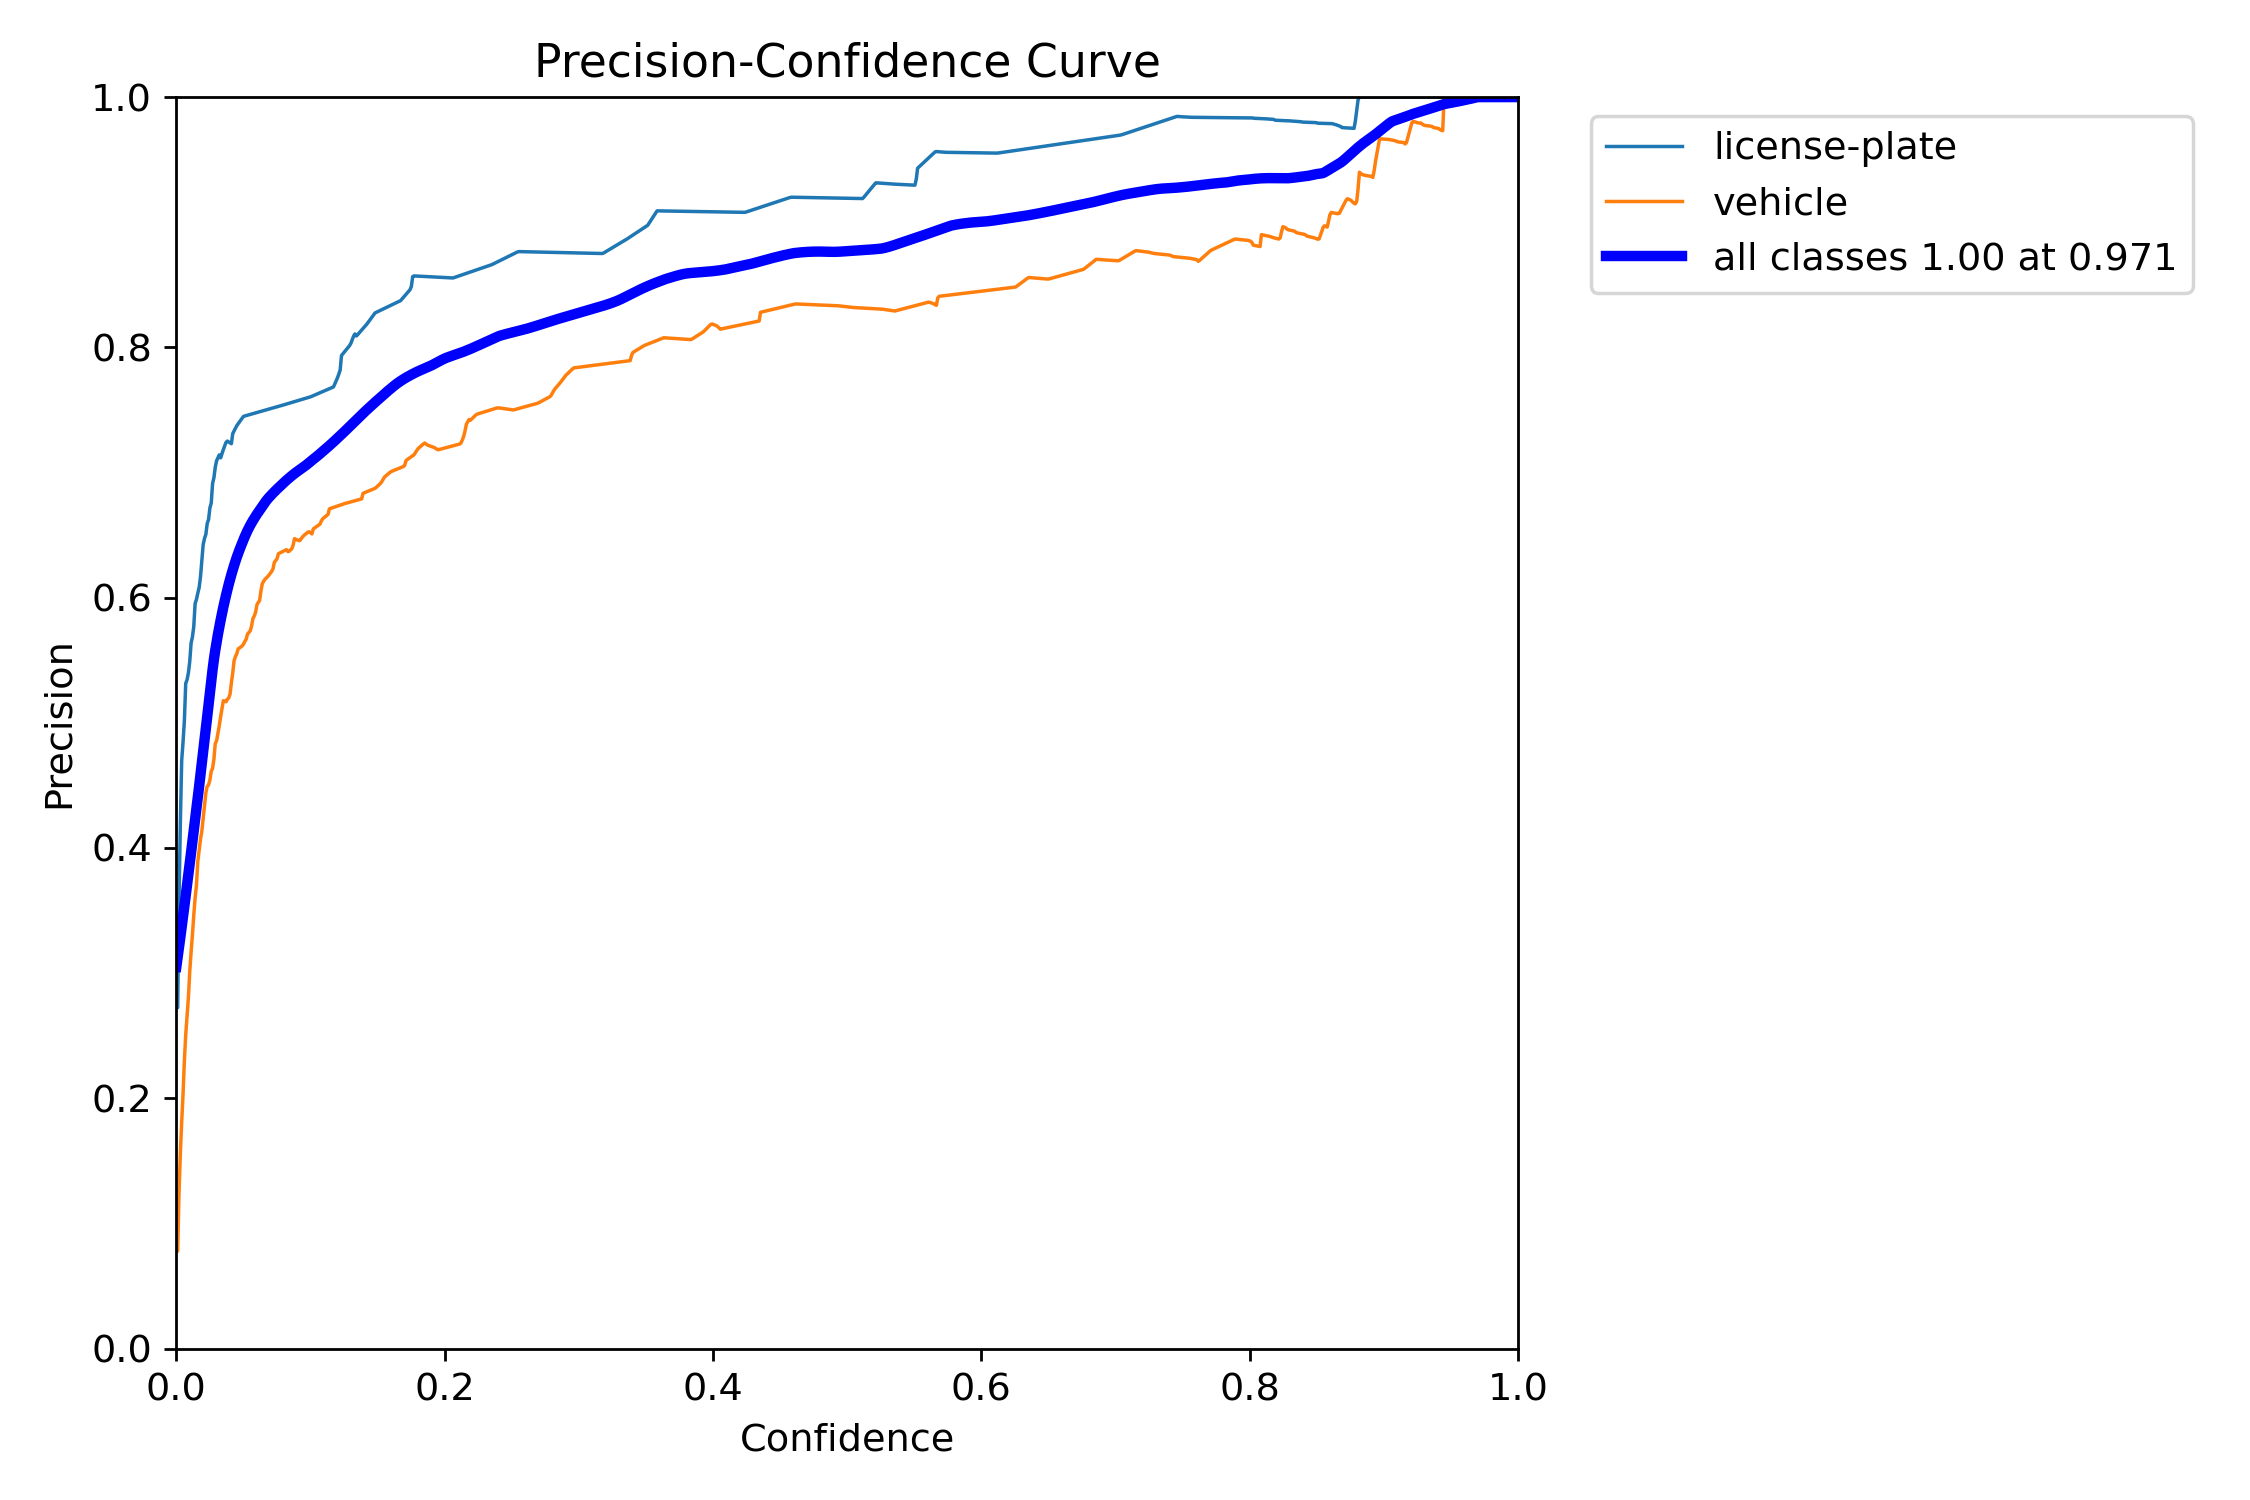 Precision-Confidence Curve
1.0
0.8
0.6
0.4
0.2
0.0
Precision
0.0 0.2 0.4 0.6 0.8 1.0
Confidence
license-plate
vehicle
all classes 1.00 at 0.971